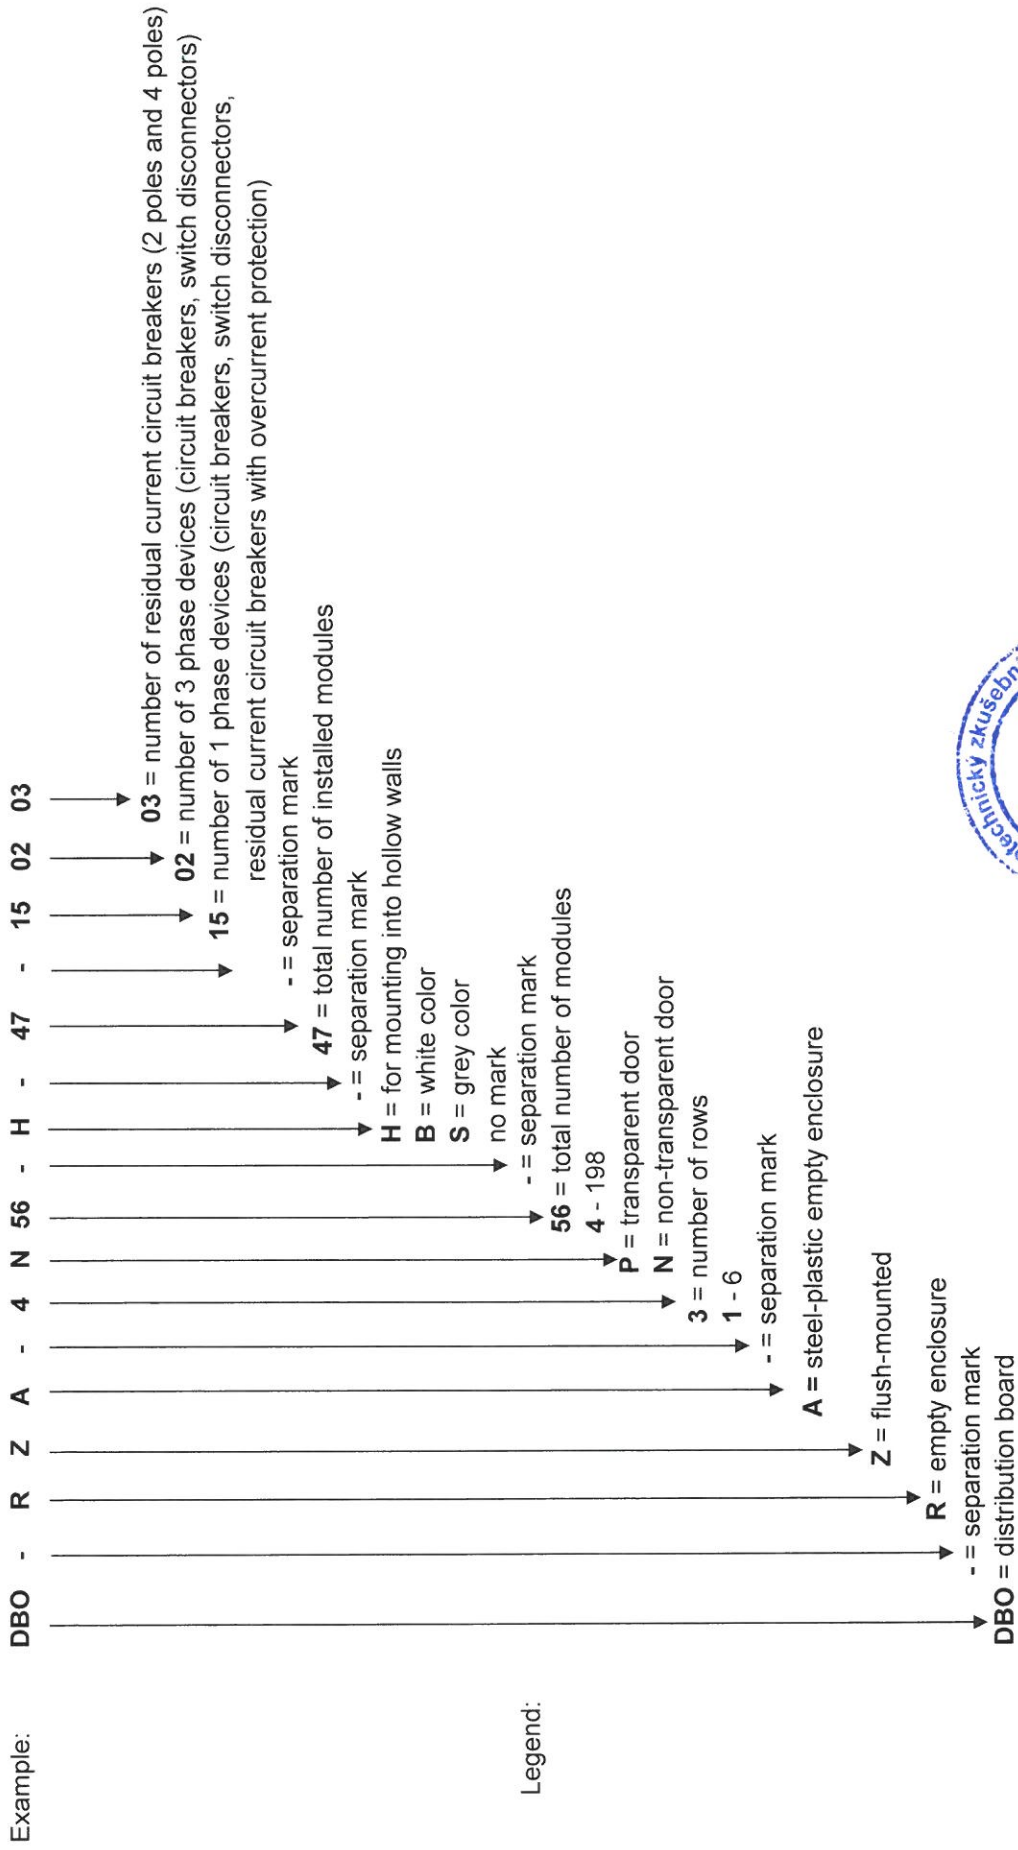 Example: DBO - R Z A - 4 N 56 - H - 47 - 15 02 03
03 = number of residual current circuit breakers (2 poles and 4 poles)
02 = number of 3 phase devices (circuit breakers, switch disconnectors)
15 = number of 1 phase devices (circuit breakers, switch disconnectors,
residual current circuit breakers with overcurrent protection)
- = separation mark
47 = total number of installed modules
- = separation mark
H = for mounting into hollow walls
B = white color
S = grey color
no mark
- = separation mark
Legend:
56 = total number of modules
4 - 198
P = transparent door
N = non-transparent door
3 = number of rows
1 - 6
- = separation mark
A = steel-plastic empty enclosure
Z = flush-mounted
R = empty enclosure
- = separation mark
DBO = distribution board